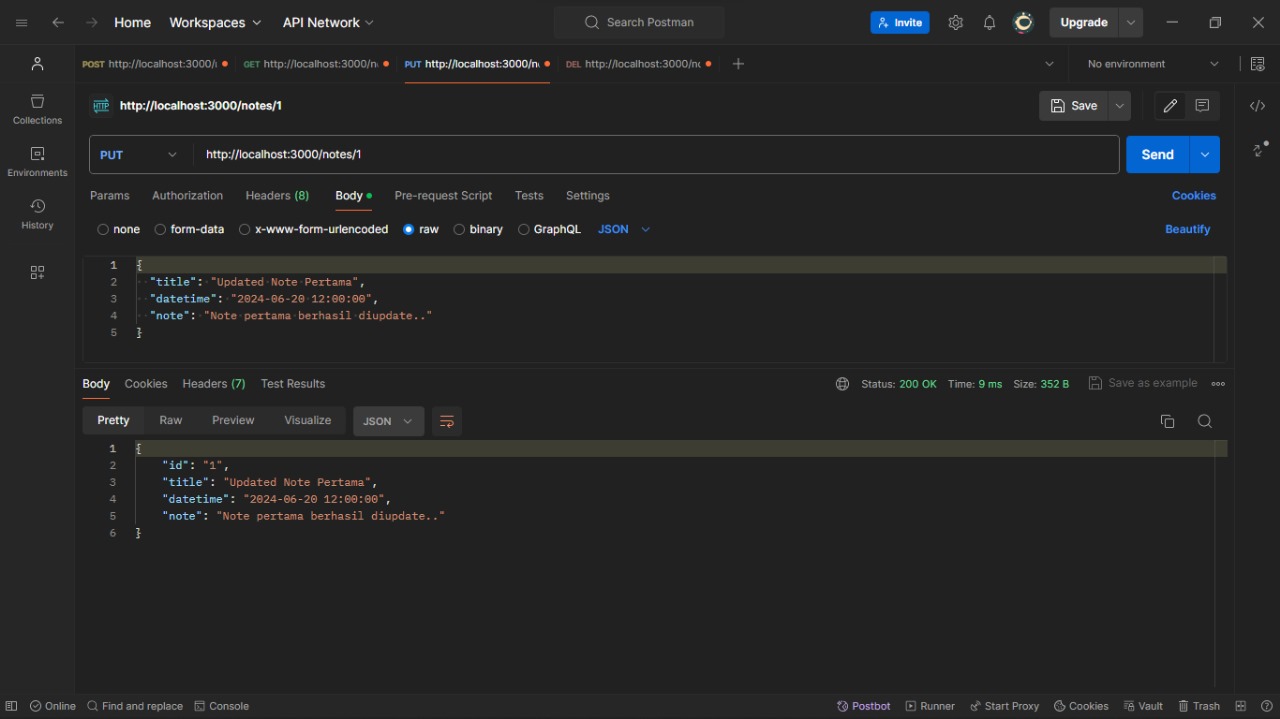 Home Workspaces API Network Search Postman Invite Upgrade
POST http://localhost:3000/ GET http://localhost:3000/n PUT http://localhost:3000/n DEL http://localhost:3000/no No environment
HTTP http://localhost:3000/notes/1 Save
Collections
PUT http://localhost:3000/notes/1 Send
Environments
Params Authorization Headers (8) Body Pre-request Script Tests Settings Cookies
History
none form-data x-www-form-urlencoded raw binary GraphQL JSON Beautify
1 {
2 "title": "Updated Note Pertama",
3 "datetime": "2024-06-20 12:00:00",
4 "note": "Note pertama berhasil diupdate.."
5 }
Body Cookies Headers (7) Test Results Status: 200 OK Time: 9 ms Size: 352 B Save as example
Pretty Raw Preview Visualize JSON
1 {
2 "id": "1",
3 "title": "Updated Note Pertama",
4 "datetime": "2024-06-20 12:00:00",
5 "note": "Note pertama berhasil diupdate.."
6 }
Online Find and replace Console Postbot Runner Start Proxy Cookies Vault Trash